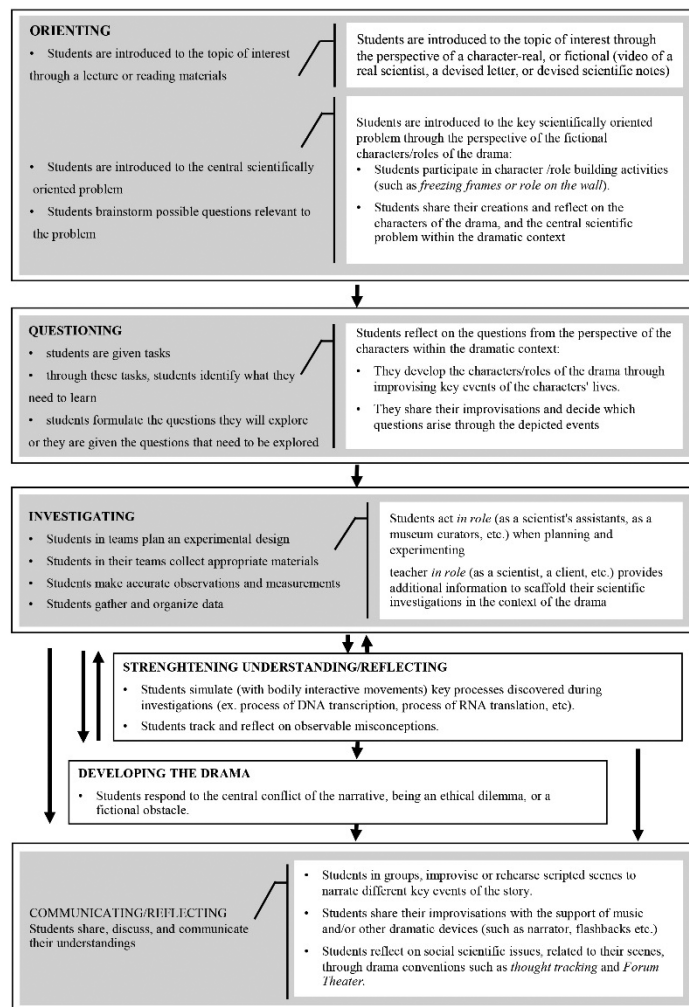 ORIENTING
• Students are introduced to the topic of interest
through a lecture or reading materials
Students are introduced to the topic of interest through
the perspective of a character-real, or fictional (video of a
real scientist, a devised letter, or devised scientific notes)
• Students are introduced to the central scientifically
oriented problem
• Students brainstorm possible questions relevant to
the problem
Students are introduced to the key scientifically oriented
problem through the perspective of the fictional
characters/roles of the drama:
• Students participate in character /role building activities
(such as freezing frames or role on the wall).
• Students share their creations and reflect on the
characters of the drama, and the central scientific
problem within the dramatic context
QUESTIONING
• students are given tasks
• through these tasks, students identify what they
need to learn
• students formulate the questions they will explore
or they are given the questions that need to be explored
Students reflect on the questions from the perspective of the
characters within the dramatic context:
• They develop the characters/roles of the drama through
improvising key events of the characters' lives.
• They share their improvisations and decide which
questions arise through the depicted events
INVESTIGATING
• Students in teams plan an experimental design
• Students in their teams collect appropriate materials
• Students make accurate observations and measurements
• Students gather and organize data
Students act in role (as a scientist's assistants, as a
museum curators, etc.) when planning and
experimenting
teacher in role (as a scientist, a client, etc.) provides
additional information to scaffold their scientific
investigations in the context of the drama
STRENGHTENING UNDERSTANDING/REFLECTING
• Students simulate (with bodily interactive movements) key processes discovered during
investigations (ex. process of DNA transcription, process of RNA translation, etc).
• Students track and reflect on observable misconceptions.
DEVELOPING THE DRAMA
• Students respond to the central conflict of the narrative, being an ethical dilemma, or a
fictional obstacle.
COMMUNICATING/REFLECTING
Students share, discuss, and communicate
their understandings
• Students in groups, improvise or rehearse scripted scenes to
narrate different key events of the story.
• Students share their improvisations with the support of music
and/or other dramatic devices (such as narrator, flashbacks etc.)
• Students reflect on social scientific issues, related to their scenes,
through drama conventions such as thought tracking and Forum
Theater.